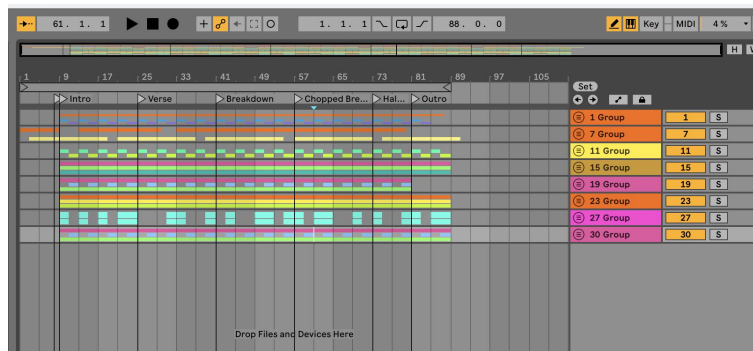 61. 1. 1 1. 1. 1 88. 0. 0 Key MIDI 4 %
H
1 9 17 25 33 41 49 57 65 73 81 89 97 105
Set
Intro Verse Breakdown Chopped Bre... Hal... Outro
1 Group 1 S
7 Group 7 S
11 Group 11 S
15 Group 15 S
19 Group 19 S
23 Group 23 S
27 Group 27 S
30 Group 30 S
Drop Files and Devices Here